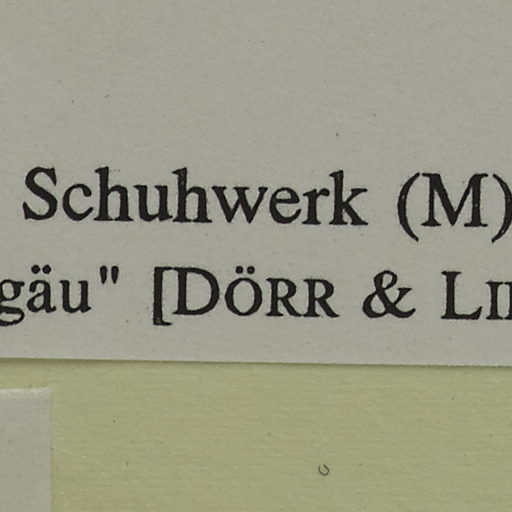 Schuhwerk (M)
gäu" [DÖRR & LI